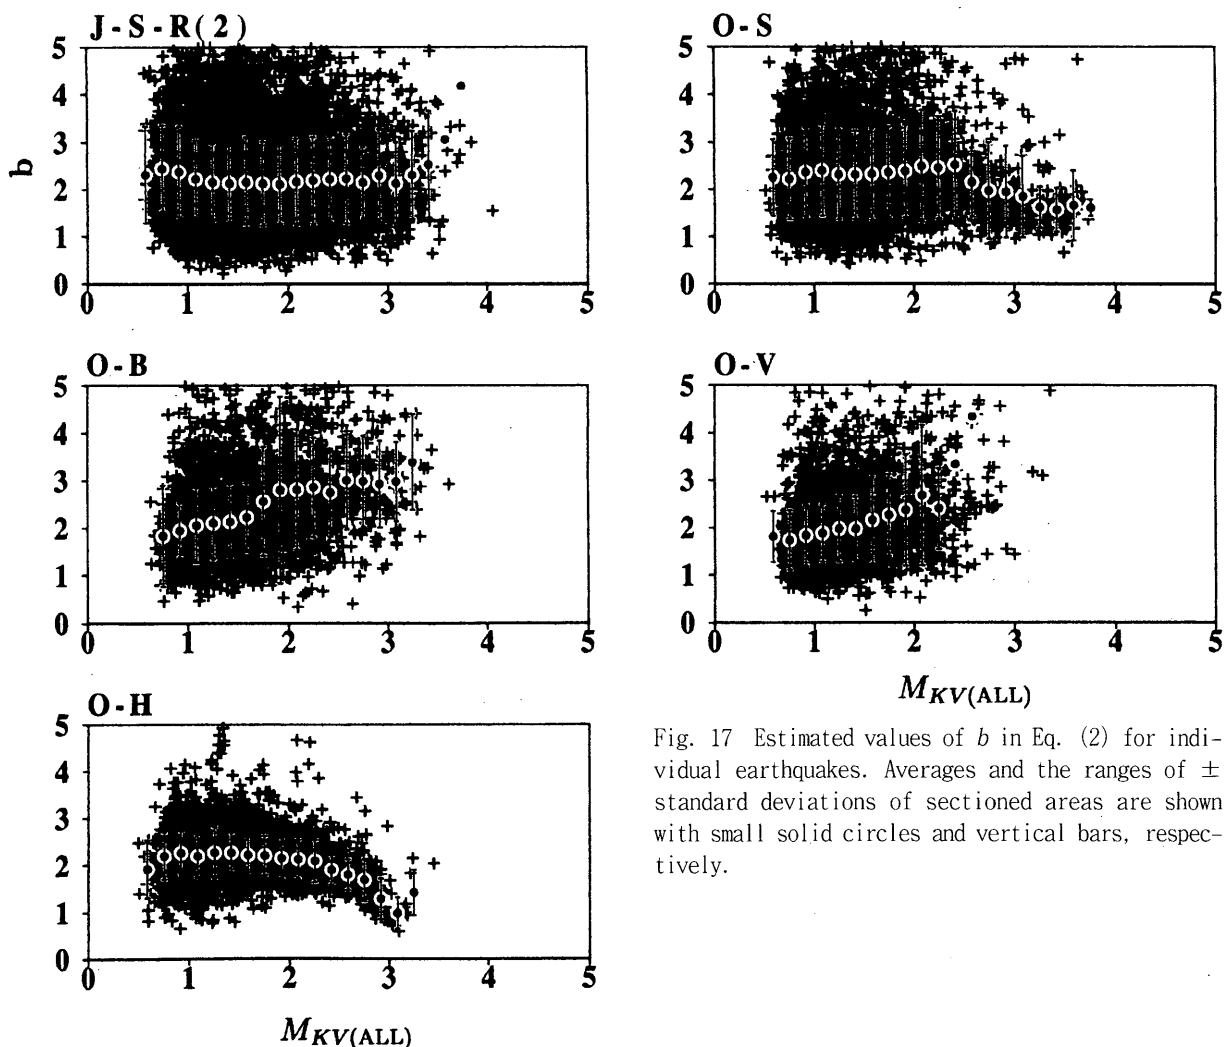 J-S-R(2)
5
4
3
2
1
0
b
0 1 2 3 4 5
O-S
5
4
3
2
1
0
0 1 2 3 4 5
O-B
5
4
3
2
1
0
0 1 2 3 4 5
O-V
5
4
3
2
1
0
0 1 2 3 4 5
M_{KV(ALL)}
O-H
5
4
3
2
1
0
0 1 2 3 4 5
M_{KV(ALL)}
Fig. 17 Estimated values of b in Eq. (2) for indi-
vidual earthquakes. Averages and the ranges of ±
standard deviations of sectioned areas are shown
with small solid circles and vertical bars, respec-
tively.